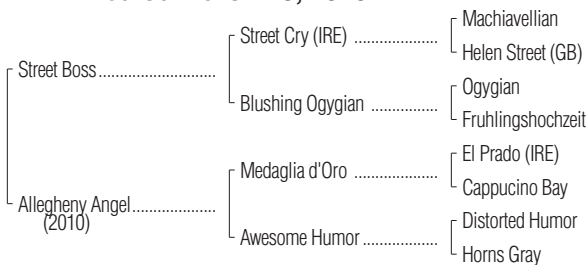 Machiavellian
Street Cry (IRE) ..................
Helen Street (GB)
Street Boss.........................
Ogygian
Blushing Ogygian ................
Fruhlingshochzeit
El Prado (IRE)
Medaglia d'Oro ...................
Cappucino Bay
Allegheny Angel..................
(2010)
Distorted Humor
Awesome Humor.................
Horns Gray